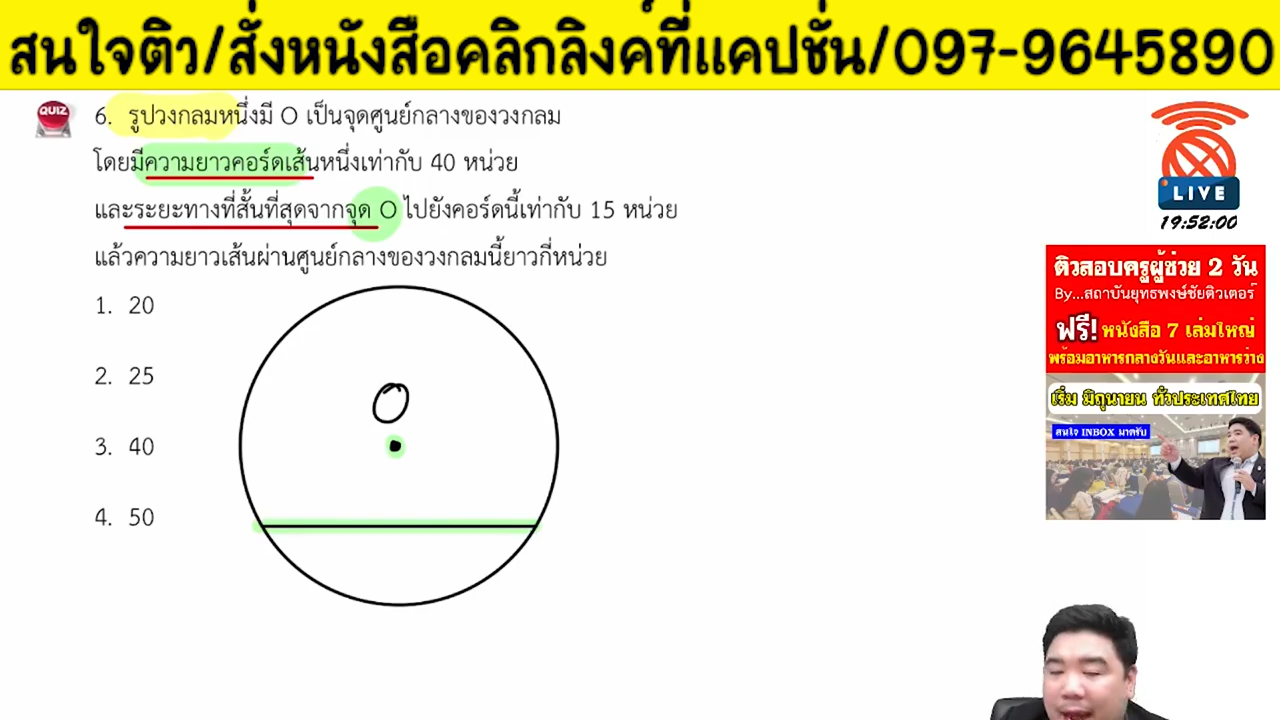 สนใจติว/สั่งหนังสือคลิกลิงค์ที่แคปชั่น/097-9645890
QUIZ
6. รูปวงกลมหนึ่งมี O เป็นจุดศูนย์กลางของวงกลม
โดยมีความยาวคอร์ดเส้นหนึ่งเท่ากับ 40 หน่วย
และระยะทางที่สั้นที่สุดจากจุด O ไปยังคอร์ดนี้เท่ากับ 15 หน่วย
แล้วความยาวเส้นผ่านศูนย์กลางของวงกลมนี้ยาวกี่หน่วย
1. 20
2. 25
3. 40
4. 50
O
LIVE
19:52:00
ติวสอบครูผู้ช่วย 2 วัน
By...สถาบันยุทธพงษ์ชัยติวเตอร์
ฟรี! หนังสือ 7 เล่มใหญ่
พร้อมอาหารกลางวันและอาหารว่าง
เริ่ม มิถุนายน ทั่วประเทศไทย
สนใจ INBOX มาครับ